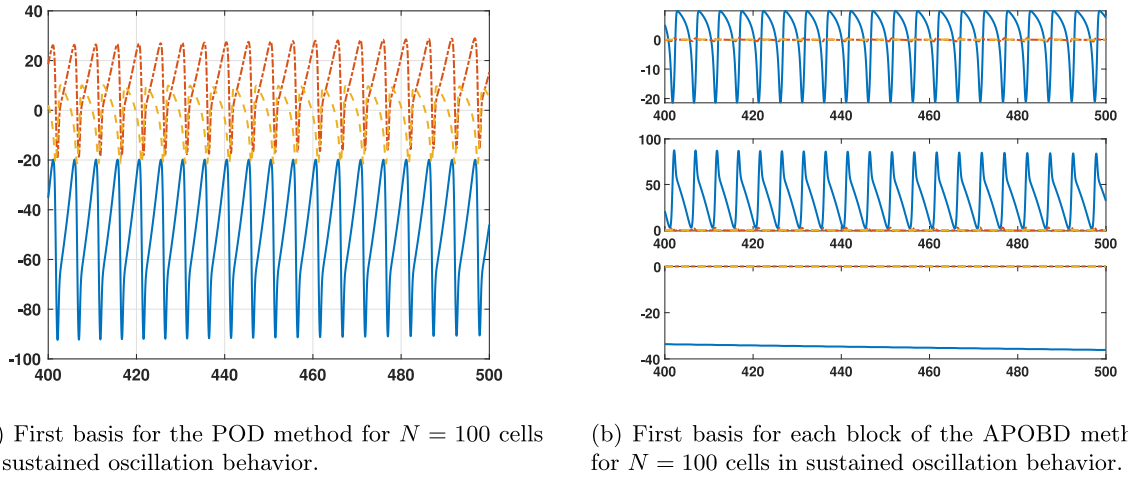 40
20
0
-20
-40
-60
-80
-100
400 420 440 460 480 500
0
-10
-20
400 420 440 460 480 500
100
50
0
400 420 440 460 480 500
0
-20
-40
400 420 440 460 480 500
) First basis for the POD method for N = 100 cells
sustained oscillation behavior.
(b) First basis for each block of the APOBD meth
for N = 100 cells in sustained oscillation behavior.